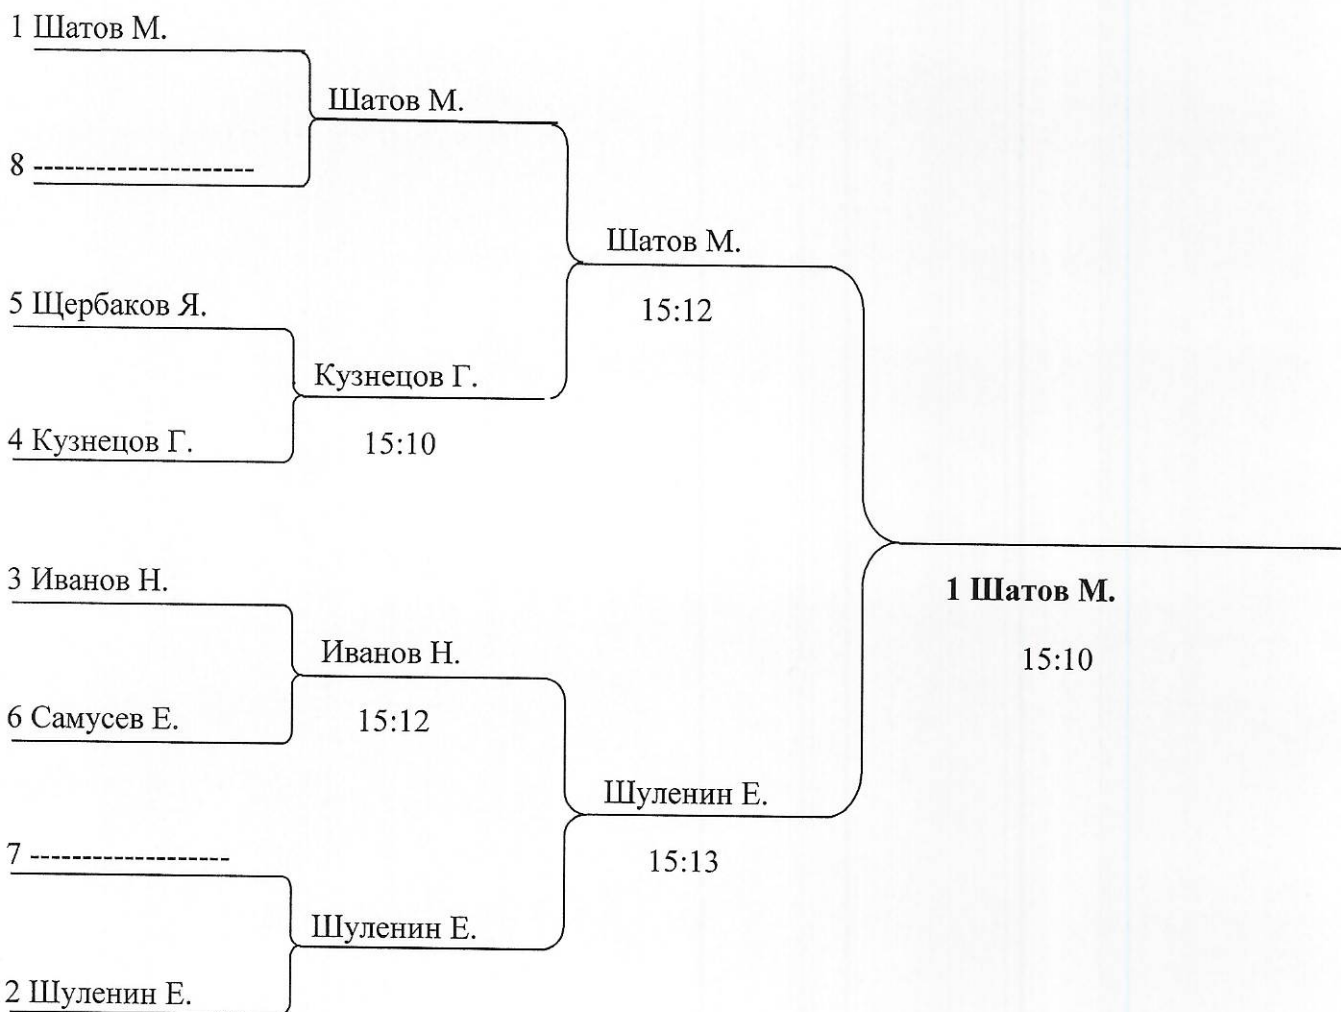 1 Шатов М.
Шатов М.
8 ---------------------
Шатов М.
15:12
5 Щербаков Я.
Кузнецов Г.
4 Кузнецов Г.
15:10
3 Иванов Н.
1 Шатов М.
15:10
Иванов Н.
6 Самусев Е.
15:12
Шуленин Е.
15:13
7 -------------------
Шуленин Е.
2 Шуленин Е.